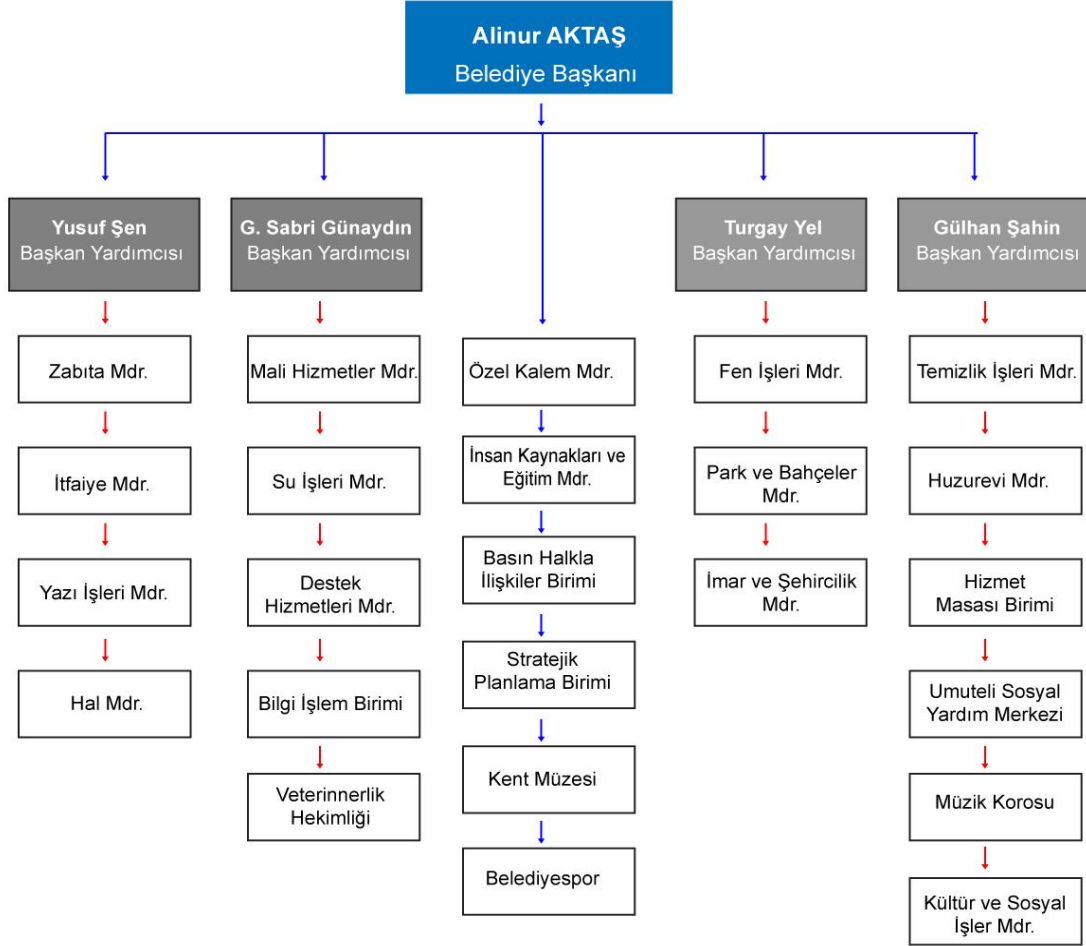 Alinur AKTAŞ
Belediye Başkanı
Yusuf Şen
Başkan Yardımcısı
Zabıta Mdr.
İtfaiye Mdr.
Yazı İşleri Mdr.
Hal Mdr.
G. Sabri Günaydın
Başkan Yardımcısı
Mali Hizmetler Mdr.
Su İşleri Mdr.
Destek
Hizmetleri Mdr.
Bilgi İşlem Birimi
Veterinnerlik
Hekimliği
Özel Kalem Mdr.
İnsan Kaynakları ve
Eğitim Mdr.
Basın Halkla
İlişkiler Birimi
Stratejik
Planlama Birimi
Kent Müzesi
Belediyespor
Turgay Yel
Başkan Yardımcısı
Fen İşleri Mdr.
Park ve Bahçeler
Mdr.
İmar ve Şehircilik
Mdr.
Gülhan Şahin
Başkan Yardımcısı
Temizlik İşleri Mdr.
Huzurevi Mdr.
Hizmet
Masası Birimi
Umuteli Sosyal
Yardım Merkezi
Müzik Korosu
Kültür ve Sosyal
İşler Mdr.